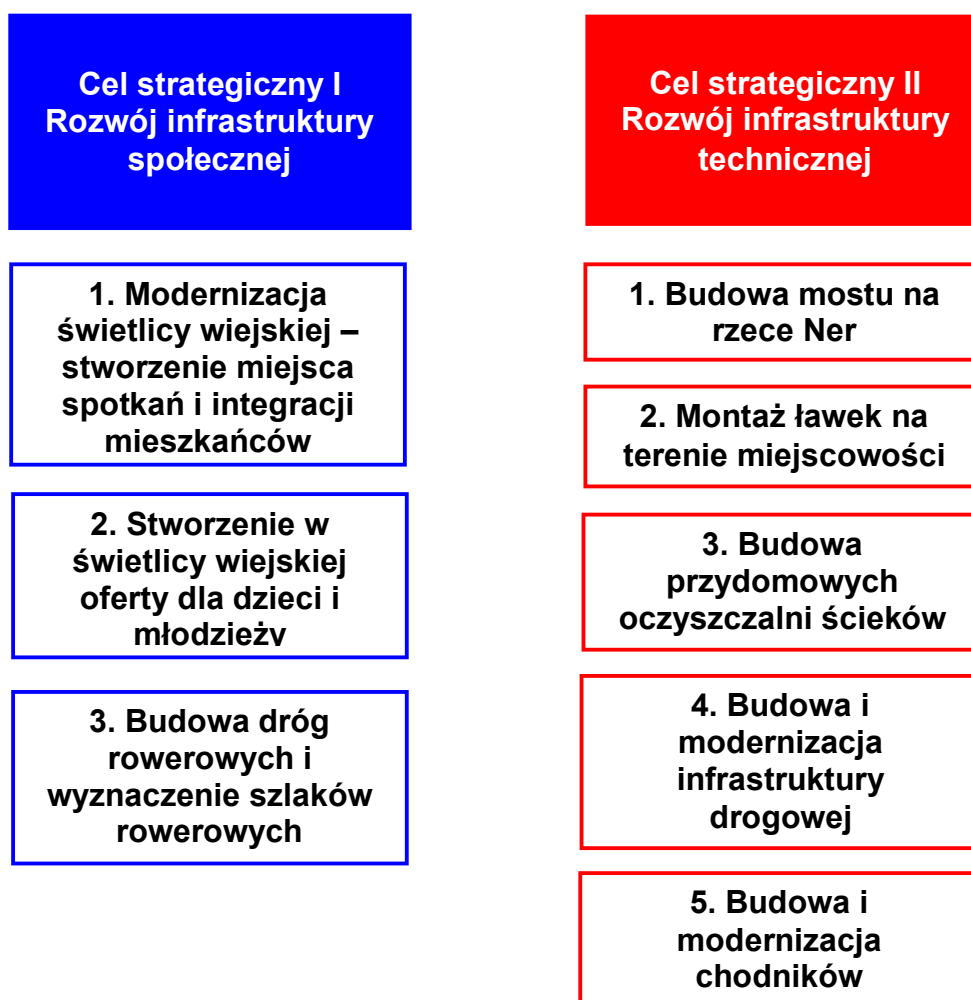 Cel strategiczny I
Rozwój infrastruktury
społecznej
1. Modernizacja
świetlicy wiejskiej –
stworzenie miejsca
spotkań i integracji
mieszkańców
2. Stworzenie w
świetlicy wiejskiej
oferty dla dzieci i
młodzieży
3. Budowa dróg
rowerowych i
wyznaczenie szlaków
rowerowych
Cel strategiczny II
Rozwój infrastruktury
technicznej
1. Budowa mostu na
rzece Ner
2. Montaż ławek na
terenie miejscowości
3. Budowa
przydomowych
oczyszczalni ścieków
4. Budowa i
modernizacja
infrastruktury
drogowej
5. Budowa i
modernizacja
chodników